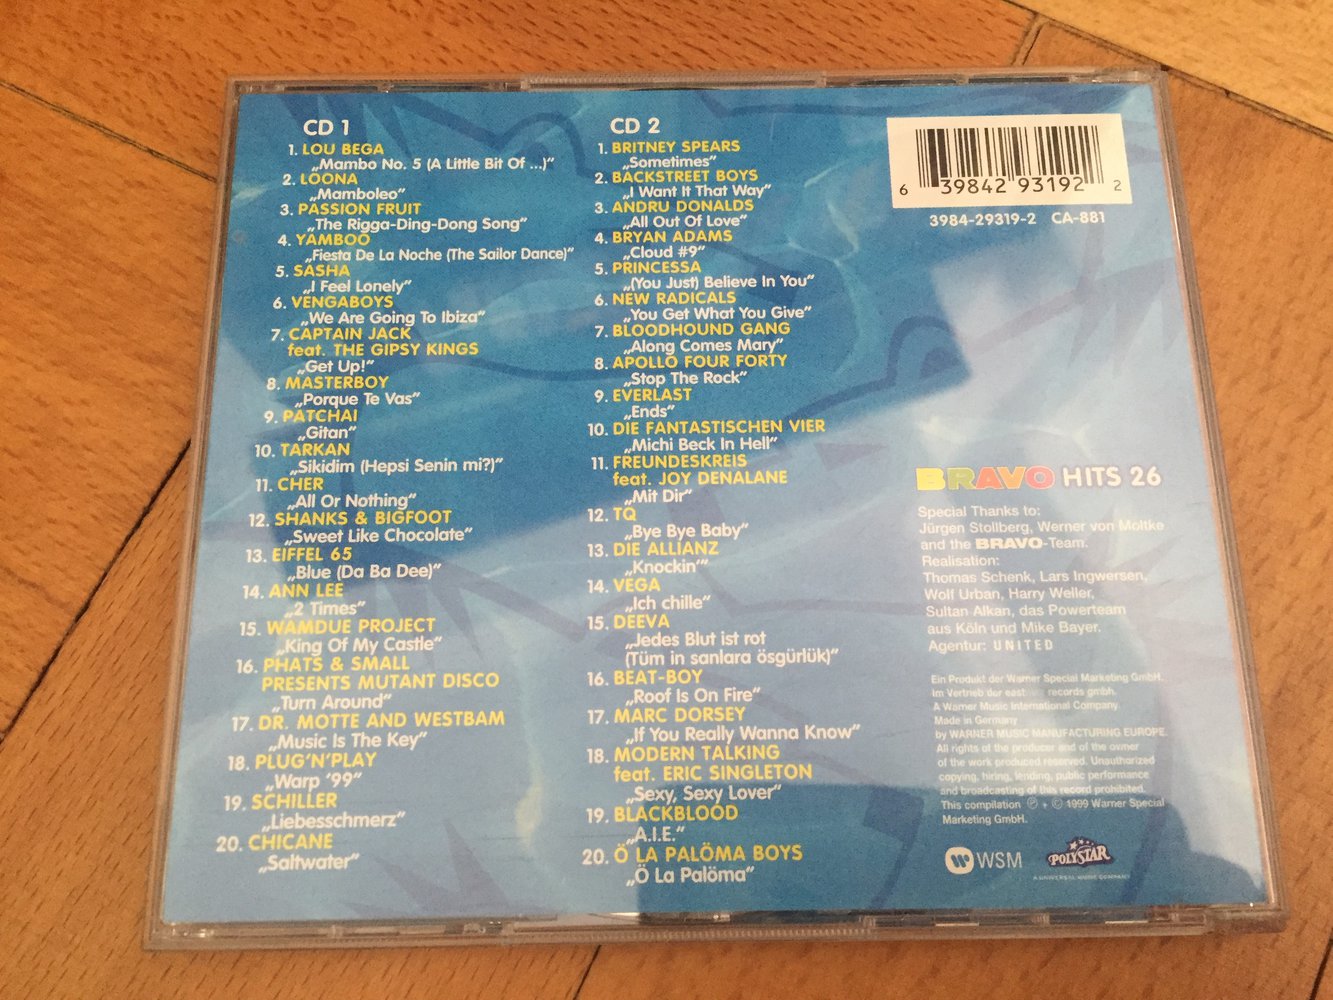 CD 1
1. LOU BEGA
„Mambo No. 5 (A Little Bit Of ...)“
2. LOONA
„Mamboleo“
3. PASSION FRUIT
„The Rigga-Ding-Dong Song“
4. YAMBOO
„Fiesta De La Noche (The Sailor Dance)“
5. SASHA
„I Feel Lonely“
6. VENGABOYS
„We Are Going To Ibiza“
7. CAPTAIN JACK
feat. THE GIPSY KINGS
„Get Up!“
8. MASTERBOY
„Porque Te Vas“
9. PATCHAI
„Gitan“
10. TARKAN
„Sikidim (Hepsi Senin mi?)“
11. CHER
„All Or Nothing“
12. SHANKS & BIGFOOT
„Sweet Like Chocolate“
13. EIFFEL 65
„Blue (Da Ba Dee)“
14. ANN LEE
„2 Times“
15. WAMDUE PROJECT
„King Of My Castle“
16. PHATS & SMALL
PRESENTS MUTANT DISCO
„Turn Around“
17. DR. MOTTE AND WESTBAM
„Music Is The Key“
18. PLUG’N’PLAY
„Warp ’99“
19. SCHILLER
„Liebesschmerz“
20. CHICANE
„Saltwater“
CD 2
1. BRITNEY SPEARS
„Sometimes“
2. BACKSTREET BOYS
„I Want It That Way“
3. ANDRU DONALDS
„All Out Of Love“
4. BRYAN ADAMS
„Cloud #9“
5. PRINCESSA
„(You Just) Believe In You“
6. NEW RADICALS
„You Get What You Give“
7. BLOODHOUND GANG
„Along Comes Mary“
8. APOLLO FOUR FORTY
„Stop The Rock“
9. EVERLAST
„Ends“
10. DIE FANTASTISCHEN VIER
„Michi Beck In Hell“
11. FREUNDESKREIS
feat. JOY DENALANE
„Mit Dir“
12. TQ
„Bye Bye Baby“
13. DIE ALLIANZ
„Knockin’“
14. VEGA
„Ich chille“
15. DEEVA
„Jedes Blut ist rot
(Tüm in sanlara ösgürlük)“
16. BEAT-BOY
„Roof Is On Fire“
17. MARC DORSEY
„If You Really Wanna Know“
18. MODERN TALKING
feat. ERIC SINGLETON
„Sexy, Sexy Lover“
19. BLACKBLOOD
„A.I.E.“
20. Ö LA PALÖMA BOYS
„Ö La Palöma“
6 39842 93192 2
3984-29319-2 CA-881
BRAVO HITS 26
Special Thanks to:
Jürgen Stollberg, Werner von Moltke
and the BRAVO-Team.
Realisation:
Thomas Schenk, Lars Ingwersen,
Wolf Urban, Harry Weller,
Sultan Alkan, das Powerteam
aus Köln und Mike Bayer.
Agentur: UNITED
Ein Produkt der Warner Special Marketing GmbH.
Im Vertrieb der east records gmbh.
A Warner Music International Company.
Made in Germany
by WARNER MUSIC MANUFACTURING EUROPE.
All rights of the producer and of the owner
of the work produced reserved. Unauthorized
copying, hiring, lending, public performance
and broadcasting of this record prohibited.
This compilation ℗ + © 1999 Warner Special
Marketing GmbH.
WSM
POLYSTAR
A UNIVERSAL MUSIC COMPANY